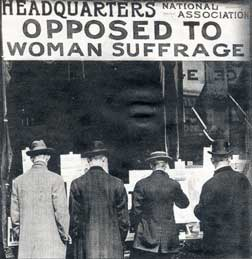 HEADQUARTERS NATIONAL ASSOCIATION
OPPOSED TO
WOMAN SUFFRAGE